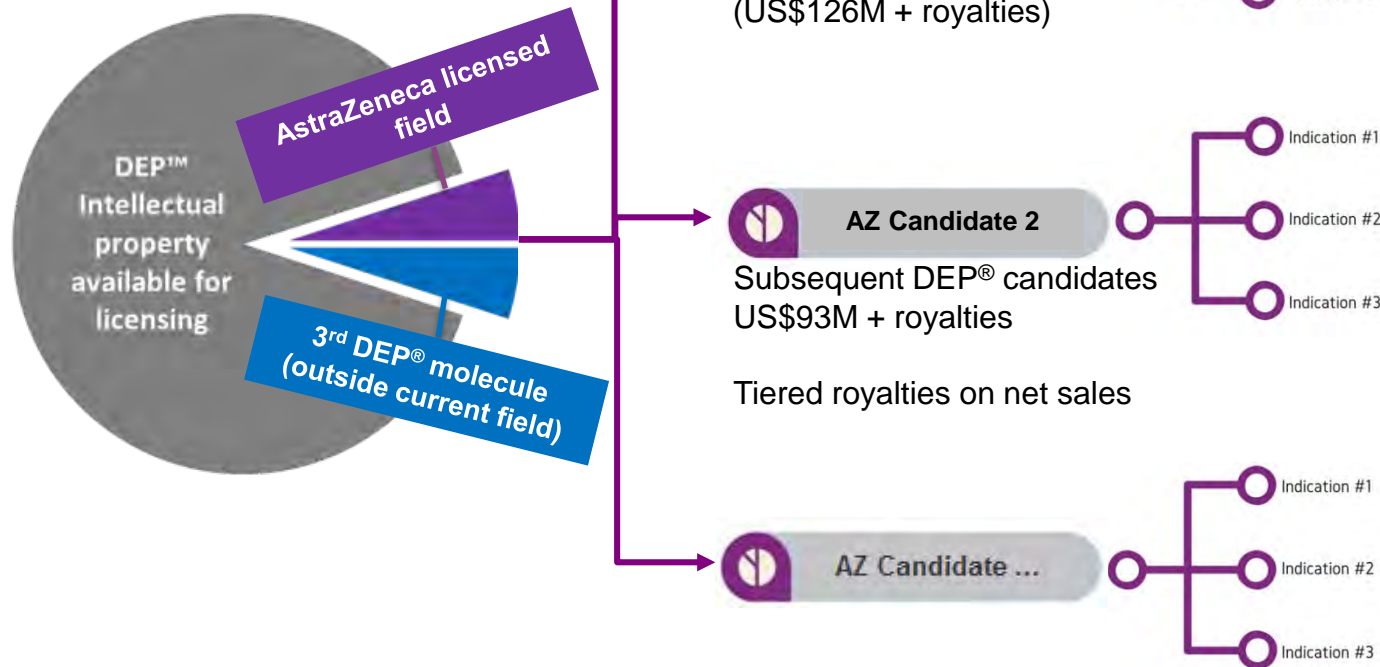 (US$126M + royalties)
AstraZeneca licensed
field
DEP™
Intellectual
property
available for
licensing
3rd DEP® molecule
(outside current field)
AZ Candidate 2
Subsequent DEP® candidates
US$93M + royalties
Tiered royalties on net sales
Indication #1
Indication #2
Indication #3
AZ Candidate ...
Indication #1
Indication #2
Indication #3